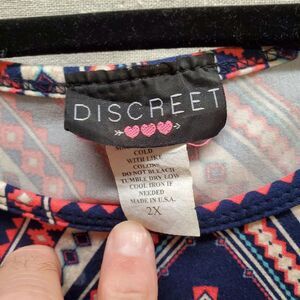 DISCREET
COLD
WITH LIKE
COLORS
DO NOT BLEACH
TUMBLE DRY LOW
COOL IRON IF
NEEDED
MADE IN U.S.A.
2X